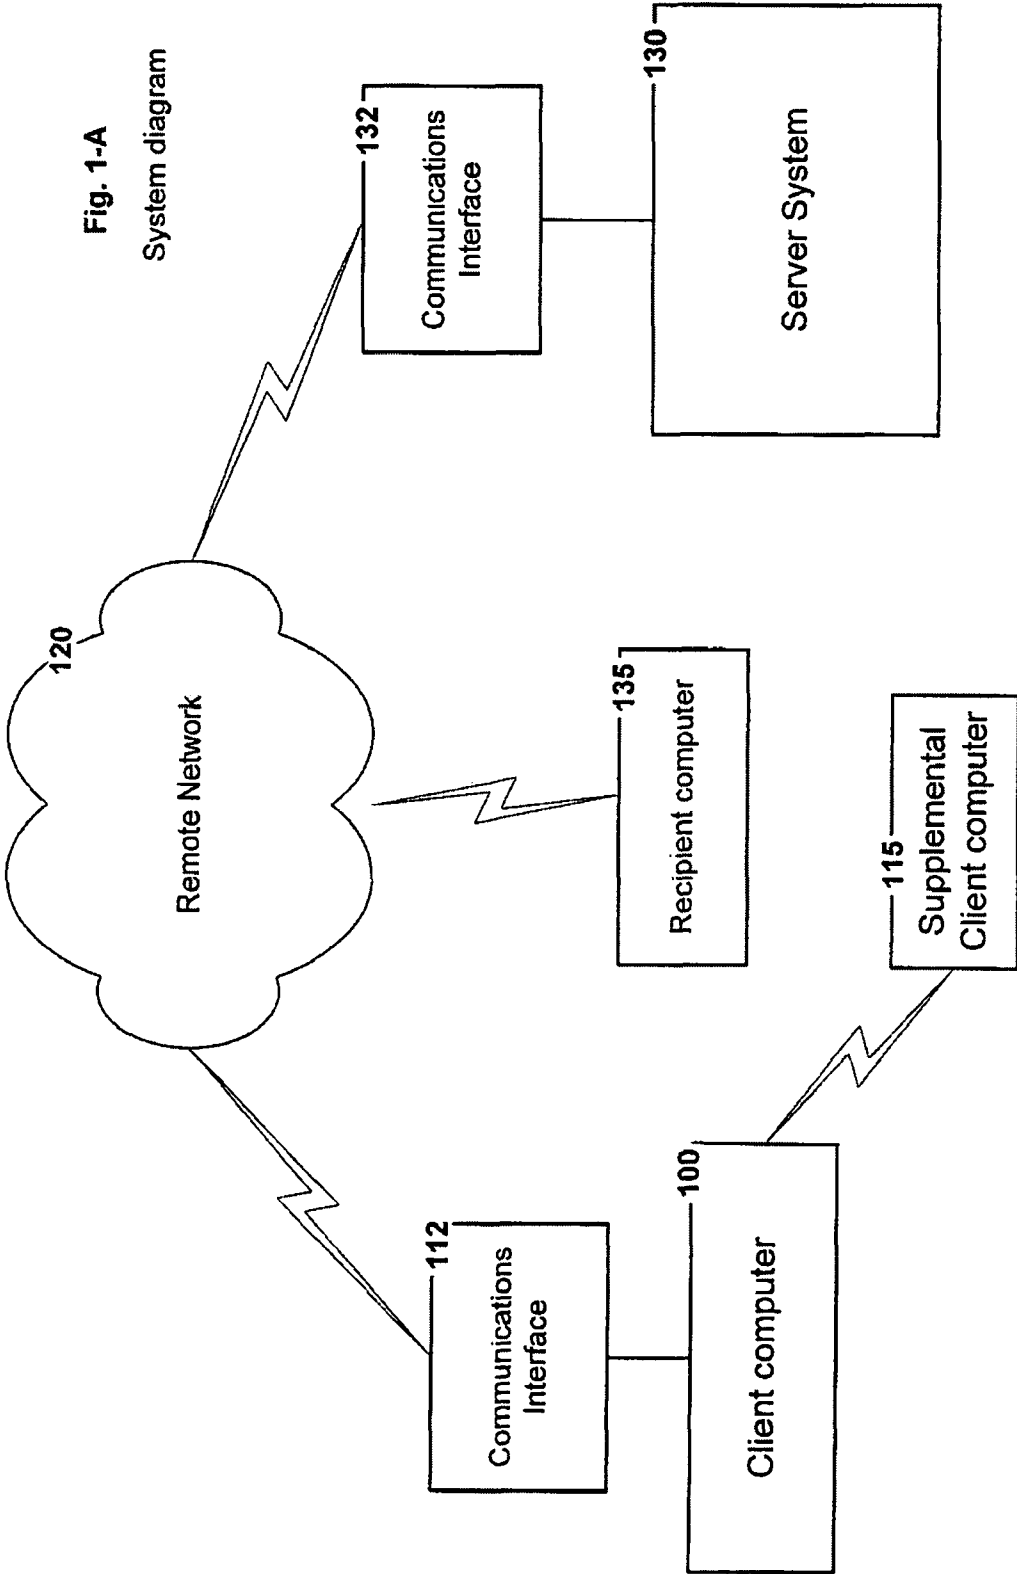 Fig. 1-A
System diagram
120
Remote Network
132
Communications
Interface
112
Communications
Interface
135
Recipient computer
130
Server System
100
Client computer
115
Supplemental
Client computer